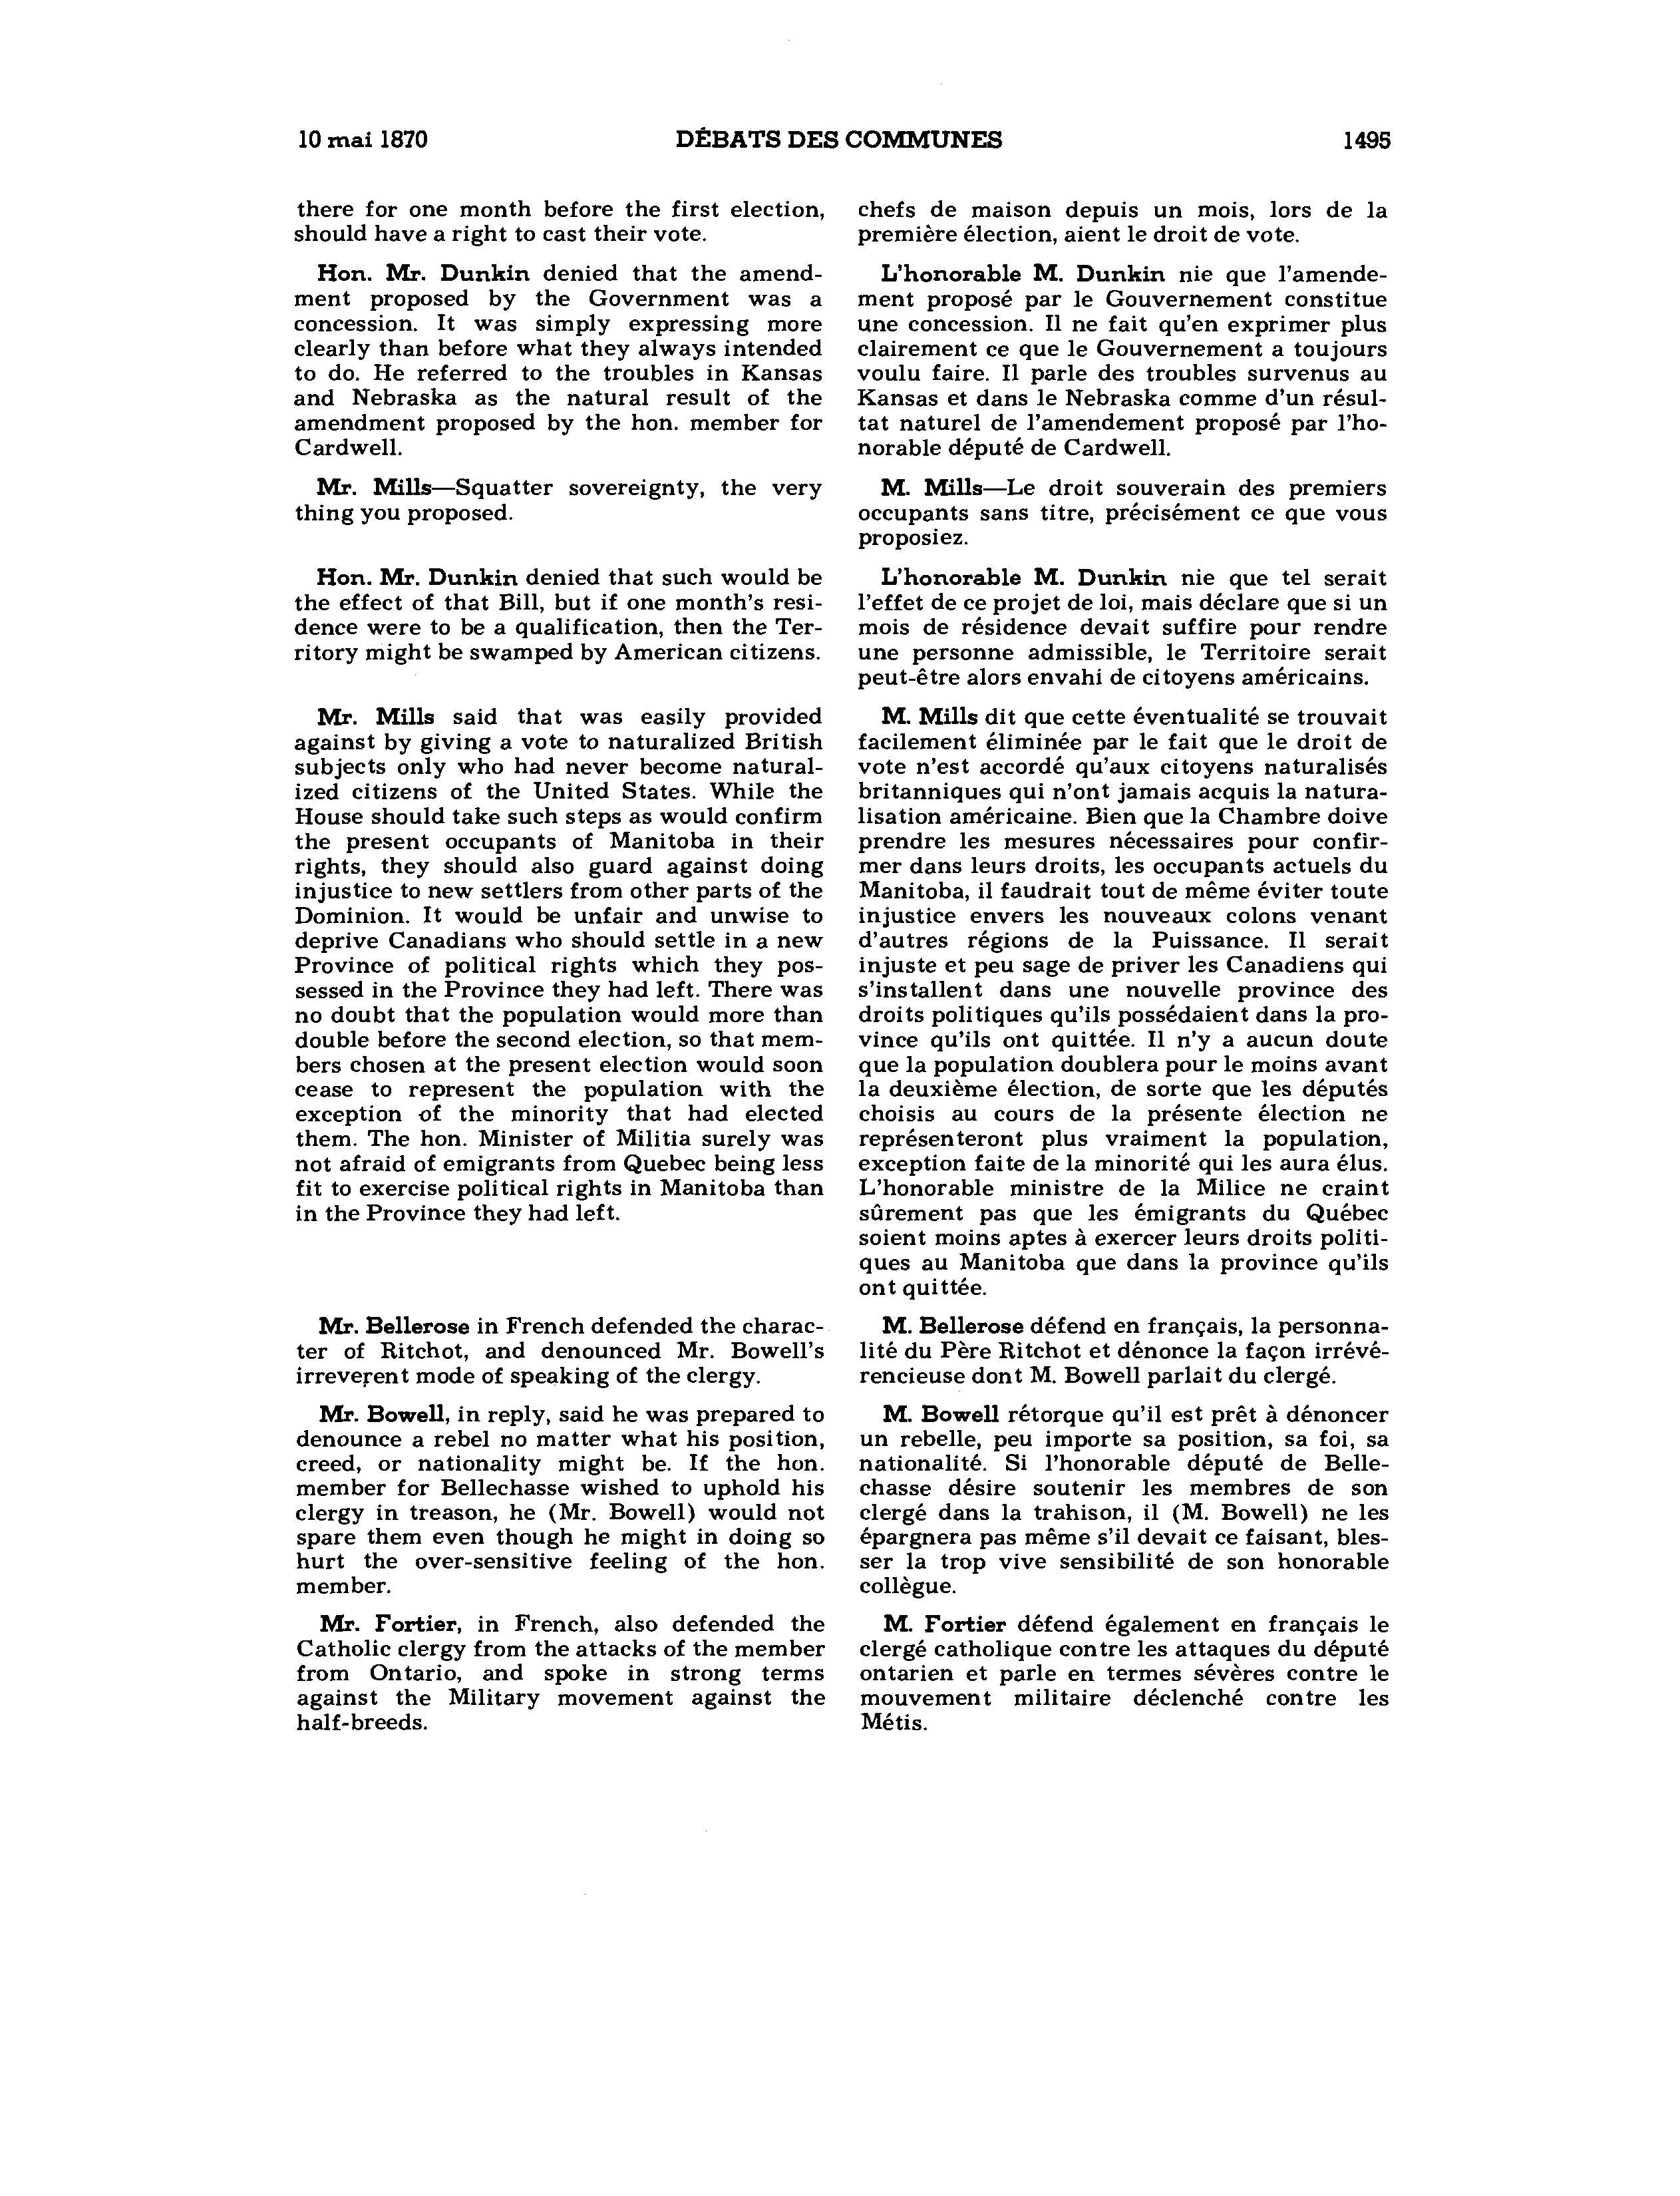 10 mai 1870
DÉBATS DES COMMUNES
1495
there for one month before the first election,
should have a right to cast their vote.
Hon. Mr. Dunkin denied that the amend-
ment proposed by the Government was a
concession. It was simply expressing more
clearly than before what they always intended
to do. He referred to the troubles in Kansas
and Nebraska as the natural result of the
amendment proposed by the hon. member for
Cardwell.
Mr. Mills—Squatter sovereignty, the very
thing you proposed.
Hon. Mr. Dunkin denied that such would be
the effect of that Bill, but if one month's resi-
dence were to be a qualification, then the Ter-
ritory might be swamped by American citizens.
Mr. Mills said that was easily provided
against by giving a vote to naturalized British
subjects only who had never become natural-
ized citizens of the United States. While the
House should take such steps as would confirm
the present occupants of Manitoba in their
rights, they should also guard against doing
injustice to new settlers from other parts of the
Dominion. It would be unfair and unwise to
deprive Canadians who should settle in a new
Province of political rights which they pos-
sessed in the Province they had left. There was
no doubt that the population would more than
double before the second election, so that mem-
bers chosen at the present election would soon
cease to represent the population with the
exception of the minority that had elected
them. The hon. Minister of Militia surely was
not afraid of emigrants from Quebec being less
fit to exercise political rights in Manitoba than
in the Province they had left.
Mr. Bellerose in French defended the charac-
ter of Ritchot, and denounced Mr. Bowell's
irreverent mode of speaking of the clergy.
Mr. Bowell, in reply, said he was prepared to
denounce a rebel no matter what his position,
creed, or nationality might be. If the hon.
member for Bellechasse wished to uphold his
clergy in treason, he (Mr. Bowell) would not
spare them even though he might in doing so
hurt the over-sensitive feeling of the hon.
member.
Mr. Fortier, in French, also defended the
Catholic clergy from the attacks of the member
from Ontario, and spoke in strong terms
against the Military movement against the
half-breeds.
chefs de maison depuis un mois, lors de la
première élection, aient le droit de vote.
L'honorable M. Dunkin nie que l'amende-
ment proposé par le Gouvernement constitue
une concession. Il ne fait qu'en exprimer plus
clairement ce que le Gouvernement a toujours
voulu faire. Il parle des troubles survenus au
Kansas et dans le Nebraska comme d'un résul-
tat naturel de l'amendement proposé par l'ho-
norable député de Cardwell.
M. Mills—Le droit souverain des premiers
occupants sans titre, précisément ce que vous
proposiez.
L'honorable M. Dunkin nie que tel serait
l'effet de ce projet de loi, mais déclare que si un
mois de résidence devait suffire pour rendre
une personne admissible, le Territoire serait
peut-être alors envahi de citoyens américains.
M. Mills dit que cette éventualité se trouvait
facilement éliminée par le fait que le droit de
vote n'est accordé qu'aux citoyens naturalisés
britanniques qui n'ont jamais acquis la natura-
lisation américaine. Bien que la Chambre doive
prendre les mesures nécessaires pour confir-
mer dans leurs droits, les occupants actuels du
Manitoba, il faudrait tout de même éviter toute
injustice envers les nouveaux colons venant
d'autres régions de la Puissance. Il serait
injuste et peu sage de priver les Canadiens qui
s'installent dans une nouvelle province des
droits politiques qu'ils possédaient dans la pro-
vince qu'ils ont quittée. Il n'y a aucun doute
que la population doublera pour le moins avant
la deuxième élection, de sorte que les députés
choisis au cours de la présente élection ne
représenteront plus vraiment la population,
exception faite de la minorité qui les aura élus.
L'honorable ministre de la Milice ne craint
sûrement pas que les émigrants du Québec
soient moins aptes à exercer leurs droits politi-
ques au Manitoba que dans la province qu'ils
ont quittée.
M. Bellerose défend en français, la personna-
lité du Père Ritchot et dénonce la façon irrévé-
rencieuse dont M. Bowell parlait du clergé.
M. Bowell rétorque qu'il est prêt à dénoncer
un rebelle, peu importe sa position, sa foi, sa
nationalité. Si l'honorable député de Belle-
chasse désire soutenir les membres de son
clergé dans la trahison, il (M. Bowell) ne les
épargnera pas même s'il devait ce faisant, bles-
ser la trop vive sensibilité de son honorable
collègue.
M. Fortier défend également en français le
clergé catholique contre les attaques du député
ontarien et parle en termes sévères contre le
mouvement militaire déclenché contre les
Métis.